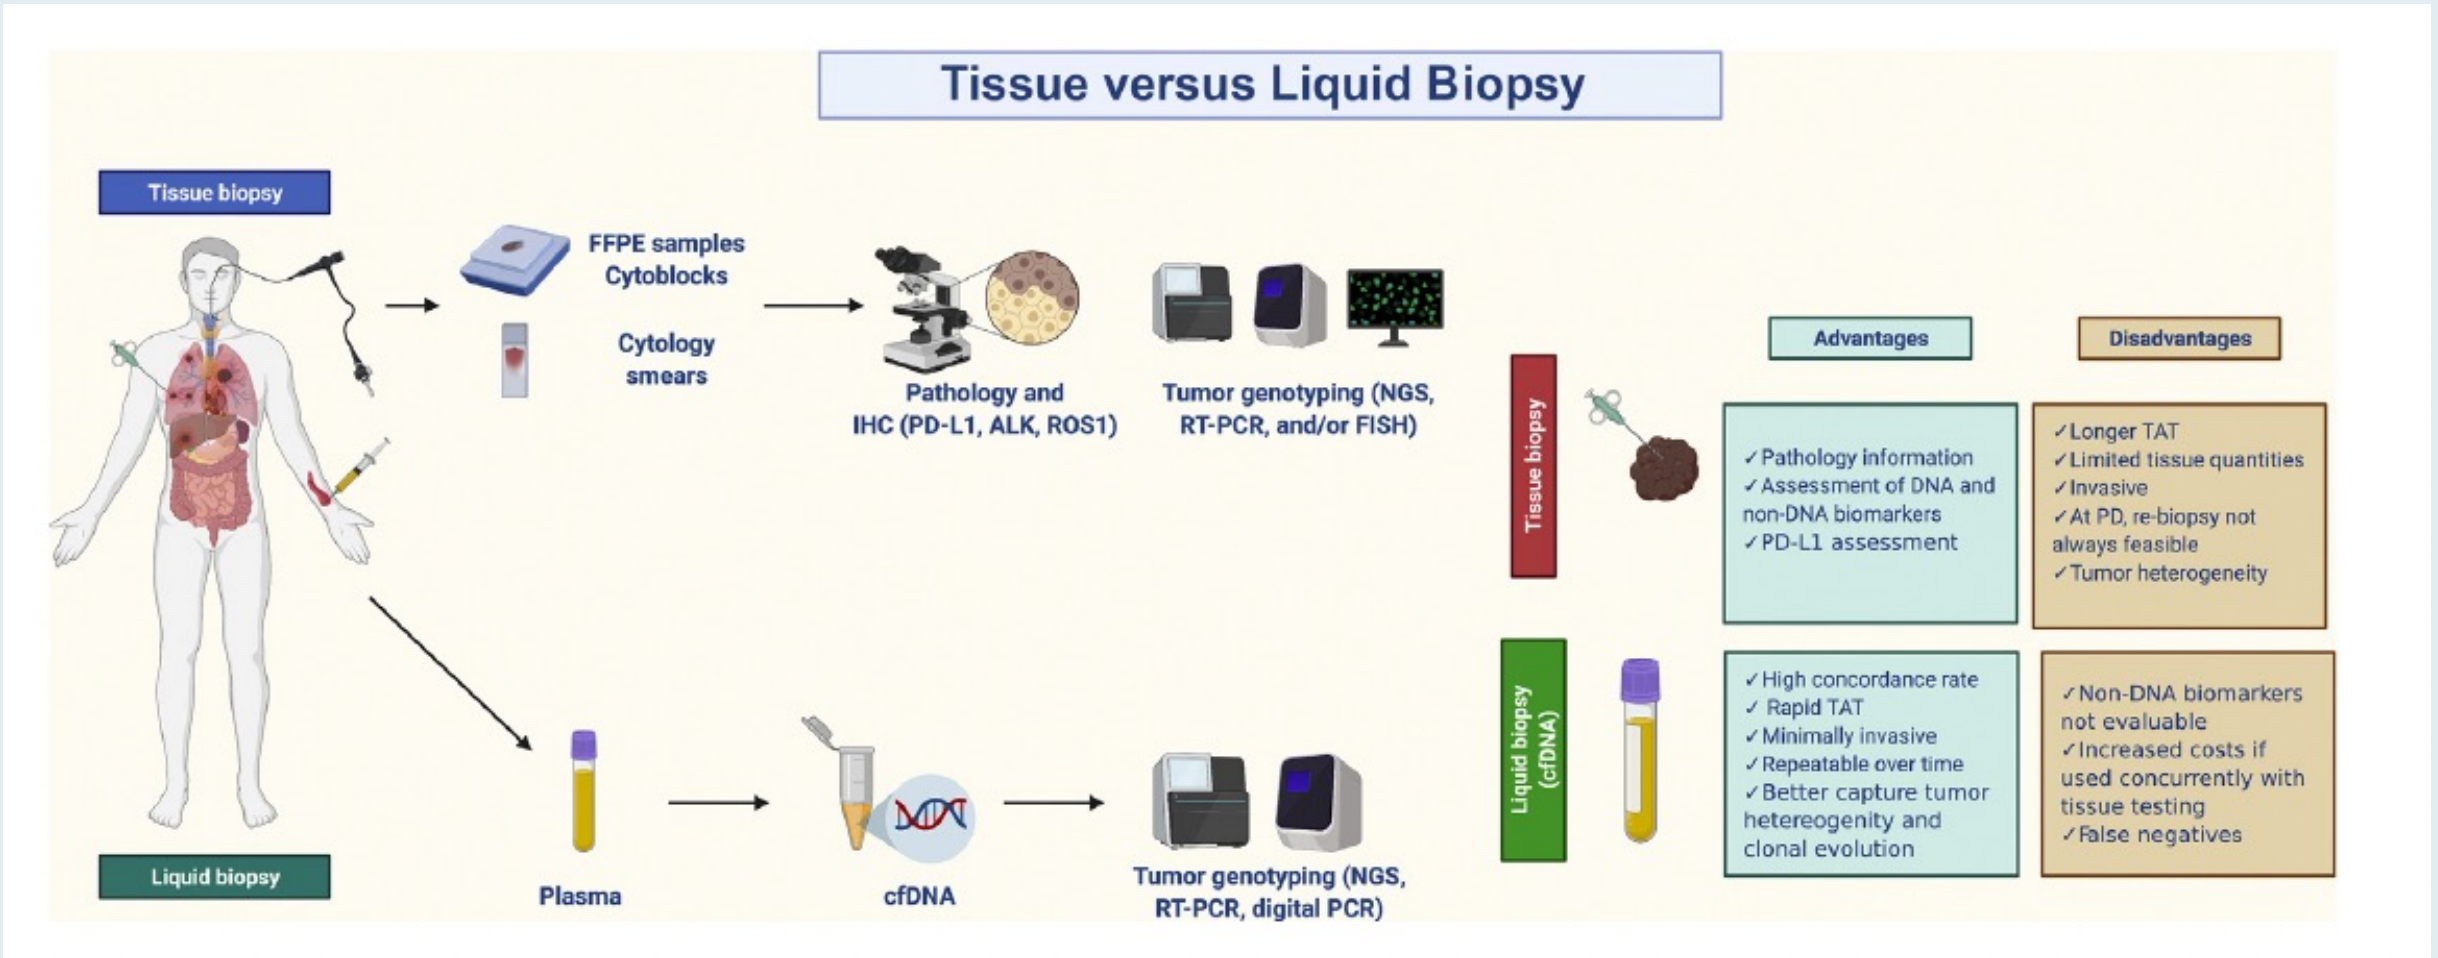 Tissue versus Liquid Biopsy
Tissue biopsy
FFPE samples
Cytoblocks
Cytology
smears
Pathology and
IHC (PD-L1, ALK, ROS1)
Tumor genotyping (NGS,
RT-PCR, and/or FISH)
Liquid biopsy
Plasma
cfDNA
Tumor genotyping (NGS,
RT-PCR, digital PCR)
Advantages
Disadvantages
Tissue biopsy
✓Pathology information
✓Assessment of DNA and
non-DNA biomarkers
✓PD-L1 assessment
✓Longer TAT
✓Limited tissue quantities
✓Invasive
✓At PD, re-biopsy not
always feasible
✓Tumor heterogeneity
Liquid biopsy
(cfDNA)
✓High concordance rate
✓ Rapid TAT
✓Minimally invasive
✓Repeatable over time
✓Better capture tumor
hetereogenity and
clonal evolution
✓Non-DNA biomarkers
not evaluable
✓Increased costs if
used concurrently with
tissue testing
✓False negatives